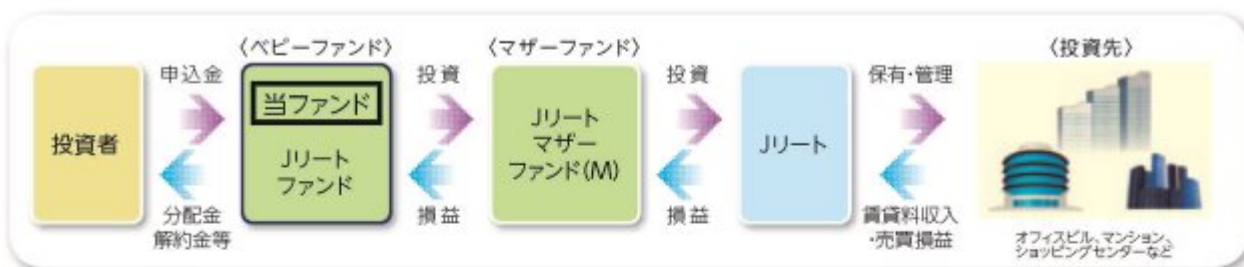 〈ベビーファンド〉
〈マザーファンド〉
〈投資先〉
投資者
申込金
分配金
解約金等
当ファンド
Jリート
ファンド
投資
損益
Jリート
マザー
ファンド(M)
投資
損益
Jリート
保有・管理
賃貸料収入
・売買損益
オフィスビル、マンション、
ショッピングセンターなど